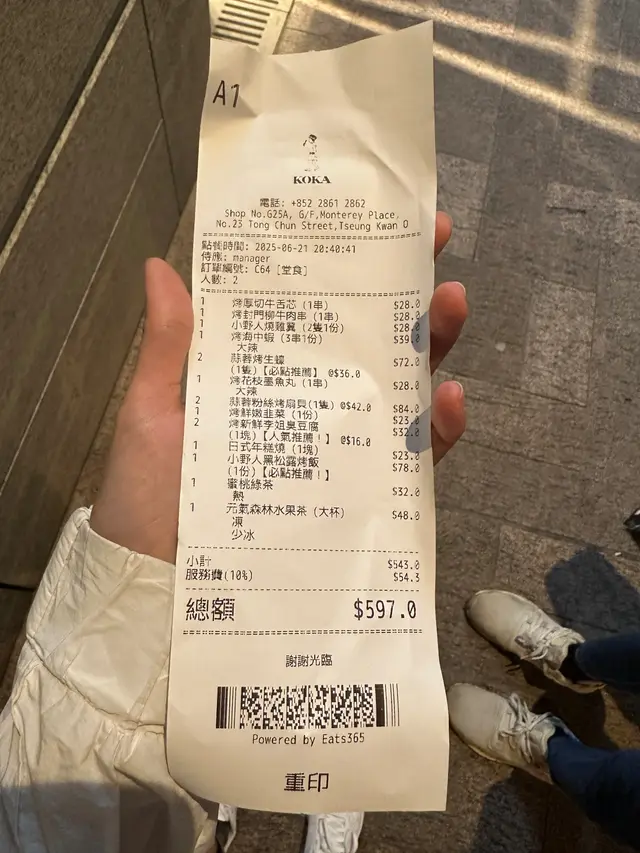 A1
KOKA
電話: +852 2861 2862
Shop No.G25A, G/F,Monterey Place,
No.23 Tong Chun Street,Tseung Kwan O
點餐時間: 2025-06-21 20:40:41
侍應: manager
訂單編號: C64 [堂食]
人數: 2
1 烤厚切牛舌芯 (1串) $28.0
1 烤封門柳牛肉串 (1串) $28.0
1 小野人燒雞翼 (2隻1份) $28.0
1 烤海中蝦 (3串1份) $39.0
大辣
2 蒜蓉烤生蠔 $72.0
(1隻)【必點推薦】 @$36.0
1 烤花枝墨魚丸 (1串) $28.0
大辣
2 蒜蓉粉絲烤扇貝(1隻) @$42.0 $84.0
1 烤鮮嫩韭菜 (1份) $23.0
2 烤新鮮李姐臭豆腐 $32.0
(1塊)【人氣推薦！】 @$16.0
1 日式年糕燒 (1塊) $23.0
1 小野人黑松露烤飯 $78.0
(1份)【必點推薦！】
1 蜜桃綠茶 $32.0
熱
1 元氣森林水果茶 (大杯) $48.0
凍
少冰
小計 $543.0
服務費(10%) $54.3
總額 $597.0
謝謝光臨
Powered by Eats365
重印